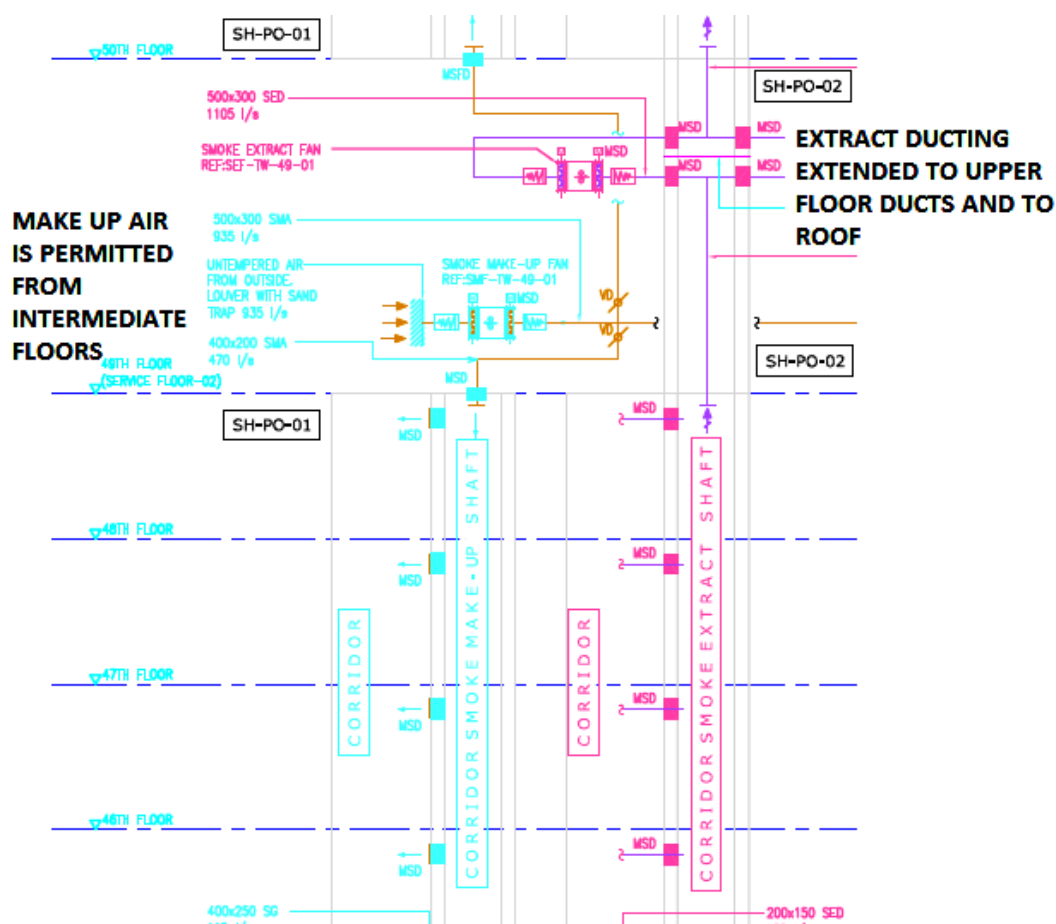 SH-PO-01
50TH FLOOR
MSFD
SH-PO-02
500x300 SED
1105 l/s
MSD
MSD
SMOKE EXTRACT FAN
REF:SEF-TW-49-01
MSD
MSD
MSD
EXTRACT DUCTING
EXTENDED TO UPPER
FLOOR DUCTS AND TO
ROOF
MAKE UP AIR
IS PERMITTED
FROM
INTERMEDIATE
FLOORS
500x300 SMA
935 l/s
UNTEMPERED AIR
FROM OUTSIDE.
LOUVER WITH SAND
TRAP 935 l/s
SMOKE MAKE-UP FAN
REF:SMF-TW-49-01
MSD
VD
VD
400x200 SMA
470 l/s
SH-PO-02
49TH FLOOR
(SERVICE FLOOR-02)
MSD
SH-PO-01
MSD
MSD
48TH FLOOR
MSD
MSD
47TH FLOOR
MSD
MSD
46TH FLOOR
MSD
MSD
CORRIDOR
CORRIDOR SMOKE MAKE-UP SHAFT
CORRIDOR
CORRIDOR SMOKE EXTRACT SHAFT
400x250 SG
200x150 SED